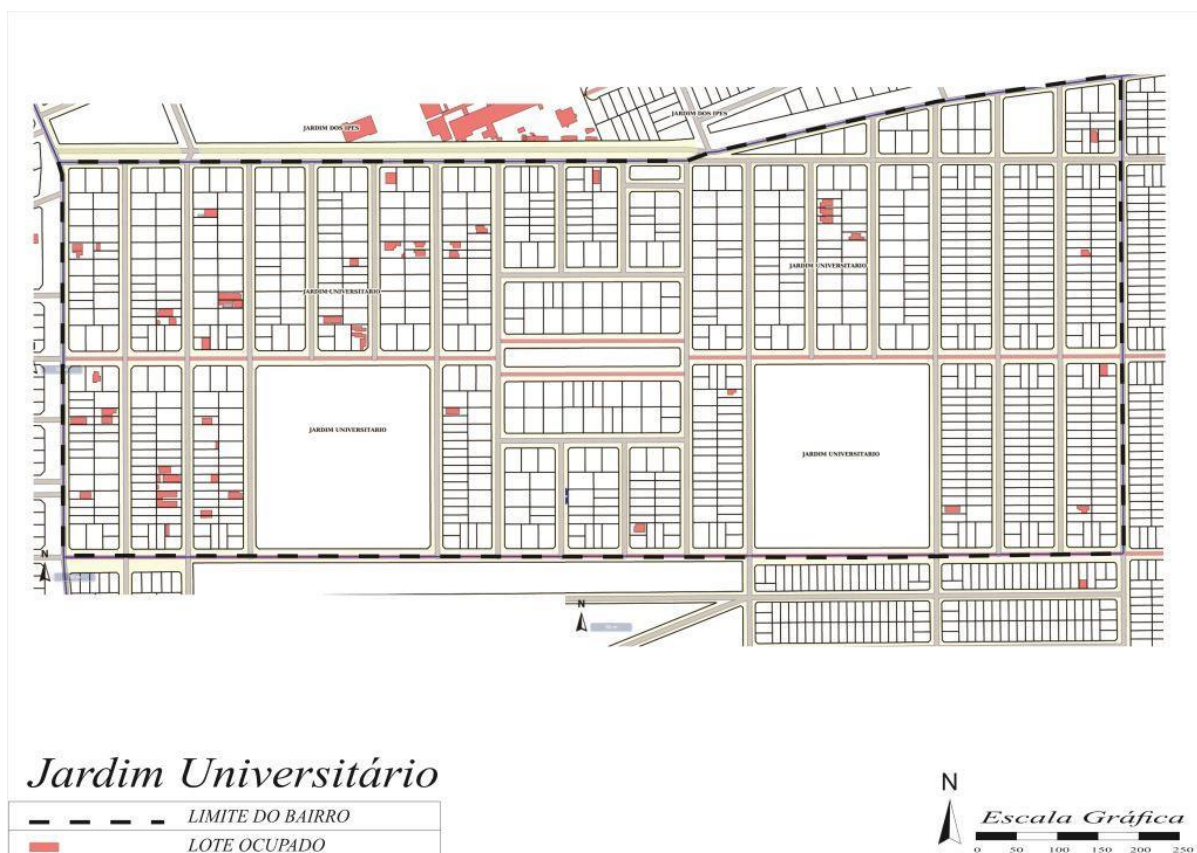 JARDIM DOS IPES
JARDIM DOS IPES
JARDIM UNIVERSITARIO
JARDIM UNIVERSITARIO
JARDIM UNIVERSITARIO
JARDIM UNIVERSITARIO
N
N
Jardim Universitário
LIMITE DO BAIRRO
LOTE OCUPADO
N
Escala Gráfica
0 50 100 150 200 250